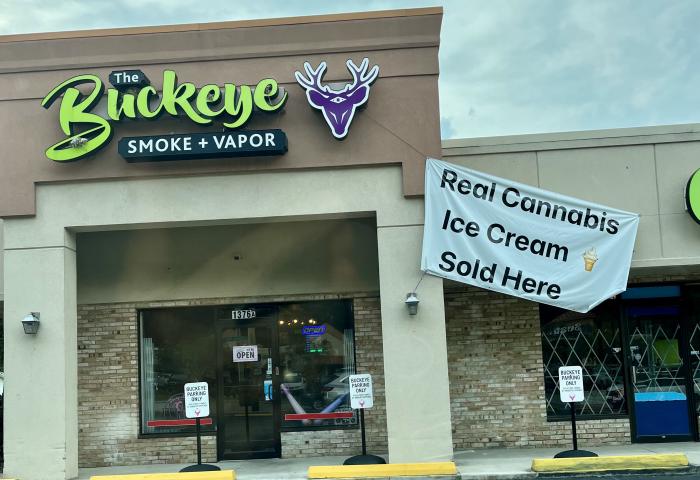 The
Buckeye
SMOKE + VAPOR
Real Cannabis
Ice Cream 🍦
Sold Here
OPEN
OPEN
BUCKEYE
PARKING
ONLY
BUCKEYE
PARKING
ONLY
BUCKEYE
PARKING
ONLY